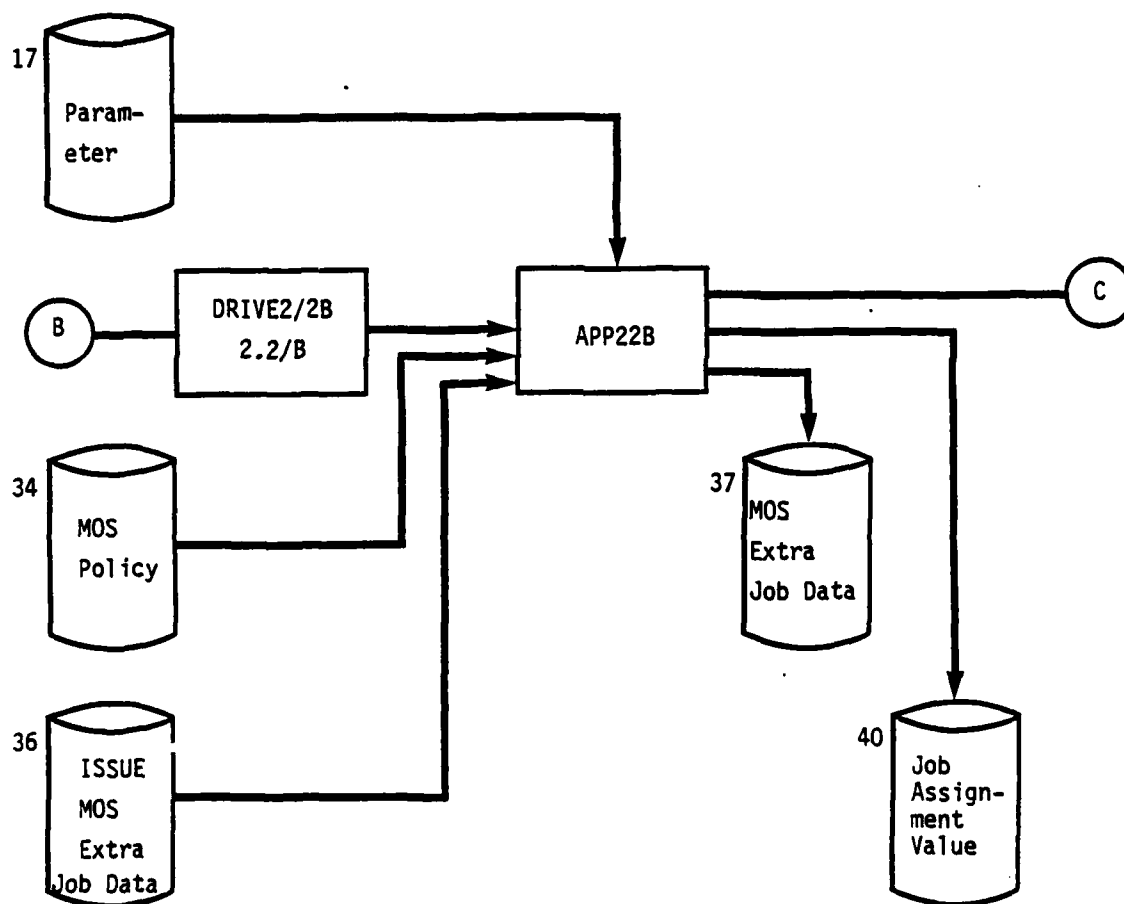 17
Param-
eter
B
DRIVE2/2B
2.2/B
APP22B
C
34
MOS
Policy
37
MOS
Extra
Job Data
36
ISSUE
MOS
Extra
Job Data
40
Job
Assign-
ment
Value